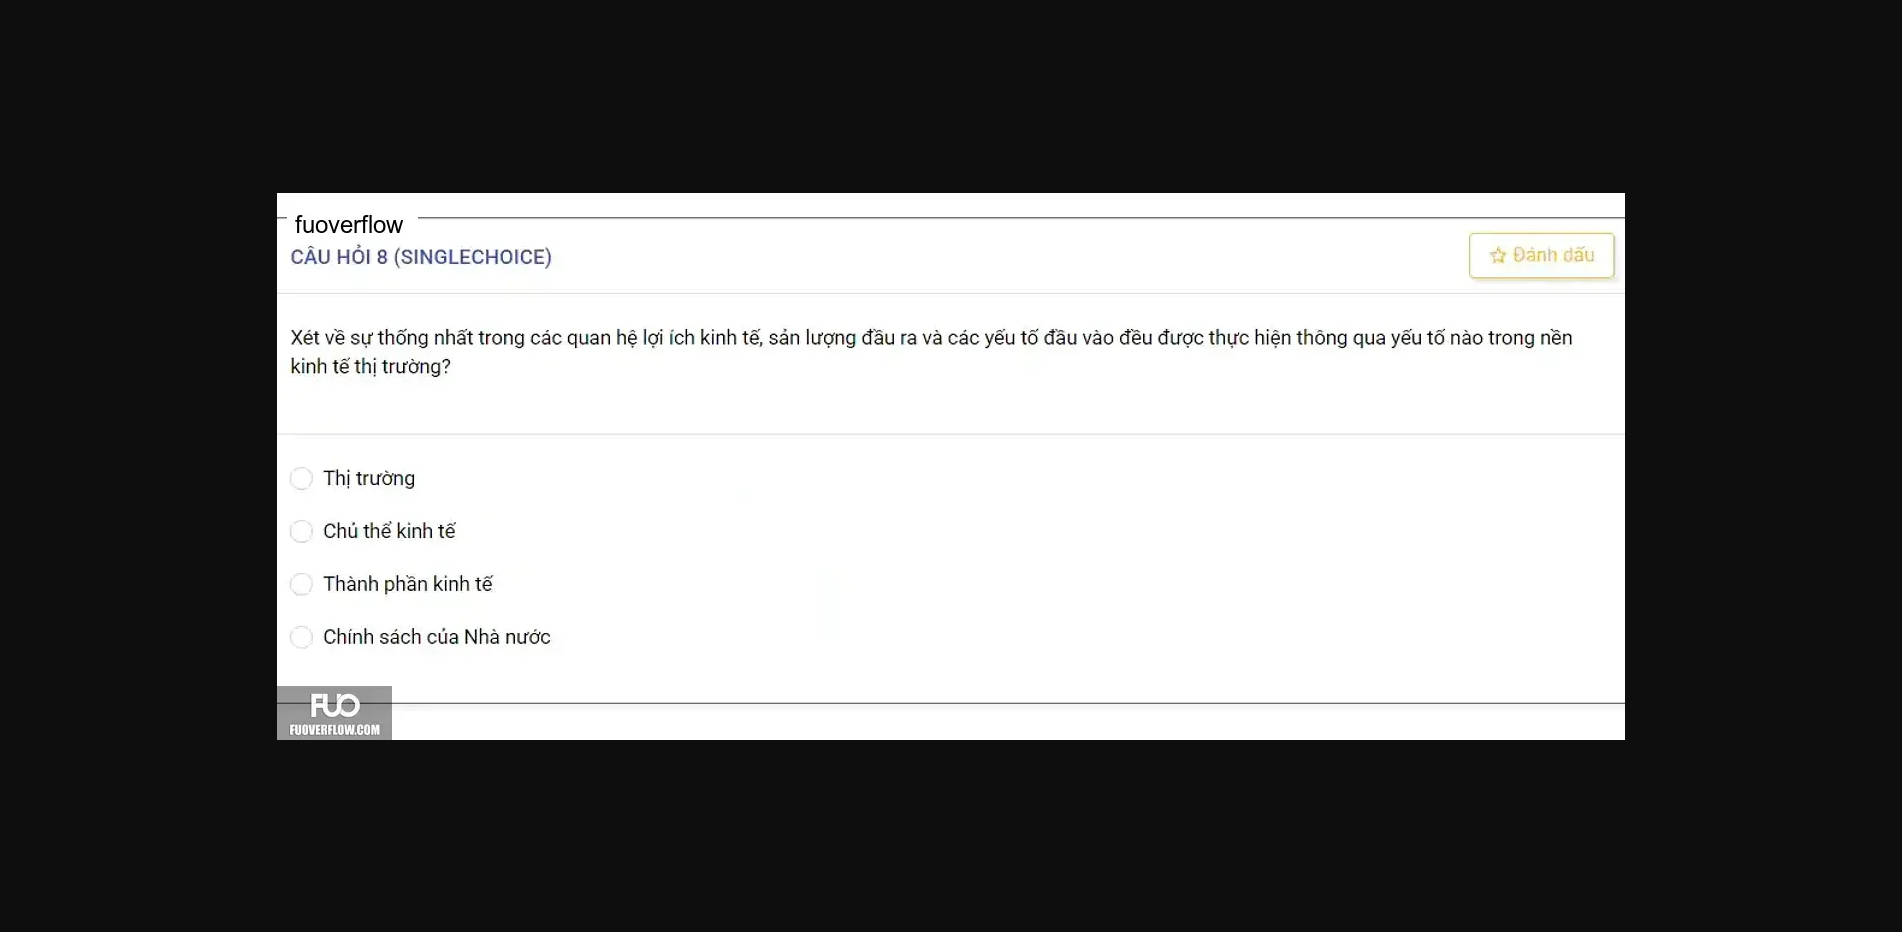 fuoverflow
CÂU HỎI 8 (SINGLECHOICE)
Đánh dấu
Xét về sự thống nhất trong các quan hệ lợi ích kinh tế, sản lượng đầu ra và các yếu tố đầu vào đều được thực hiện thông qua yếu tố nào trong nền
kinh tế thị trường?
Thị trường
Chủ thể kinh tế
Thành phần kinh tế
Chính sách của Nhà nước
FUO
FUOVERFLOW.COM